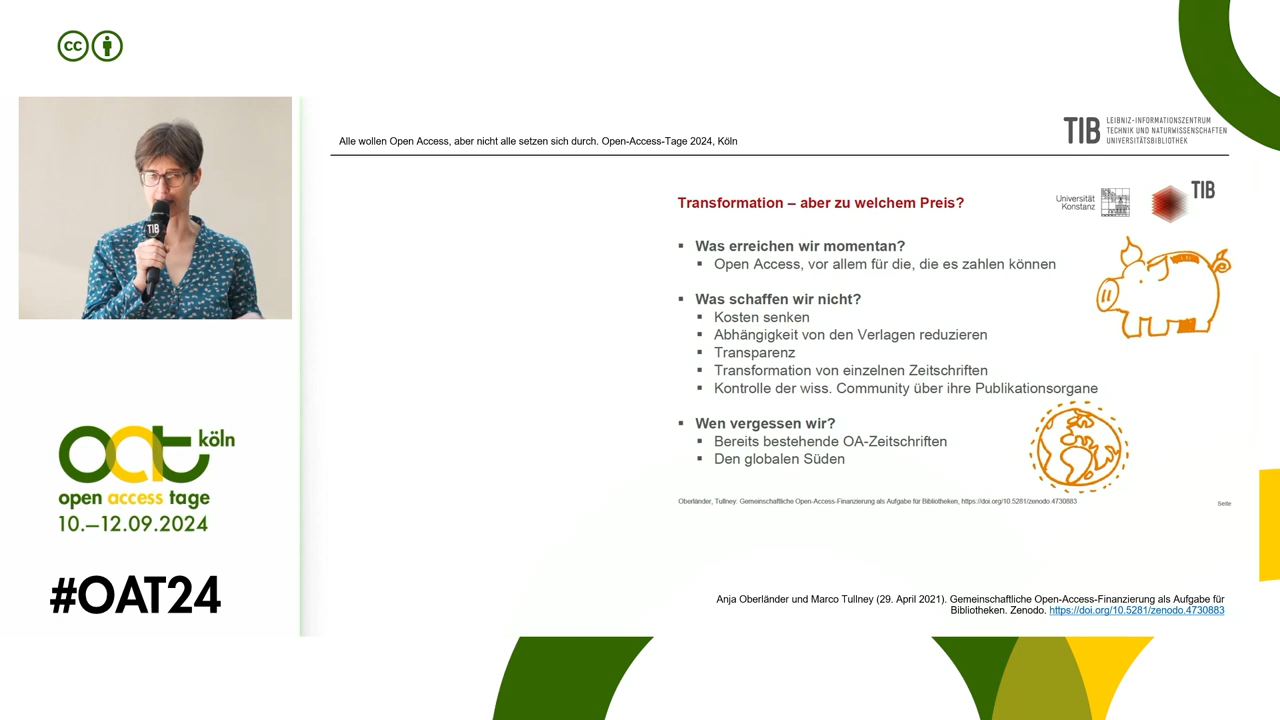 cc
Alle wollen Open Access, aber nicht alle setzen sich durch. Open-Access-Tage 2024, Köln
TIB LEIBNIZ-INFORMATIONSZENTRUM
TECHNIK UND NATURWISSENSCHAFTEN
UNIVERSITÄTSBIBLIOTHEK
TIB
Transformation – aber zu welchem Preis?
Universität
Konstanz
TIB
▪ Was erreichen wir momentan?
▪ Open Access, vor allem für die, die es zahlen können
▪ Was schaffen wir nicht?
▪ Kosten senken
▪ Abhängigkeit von den Verlagen reduzieren
▪ Transparenz
▪ Transformation von einzelnen Zeitschriften
▪ Kontrolle der wiss. Community über ihre Publikationsorgane
▪ Wen vergessen wir?
▪ Bereits bestehende OA-Zeitschriften
▪ Den globalen Süden
Oberländer, Tullney: Gemeinschaftliche Open-Access-Finanzierung als Aufgabe für Bibliotheken, https://doi.org/10.5281/zenodo.4730883
Seite
oat köln
open access tage
10.–12.09.2024
#OAT24
Anja Oberländer und Marco Tullney (29. April 2021). Gemeinschaftliche Open-Access-Finanzierung als Aufgabe für
Bibliotheken. Zenodo. https://doi.org/10.5281/zenodo.4730883